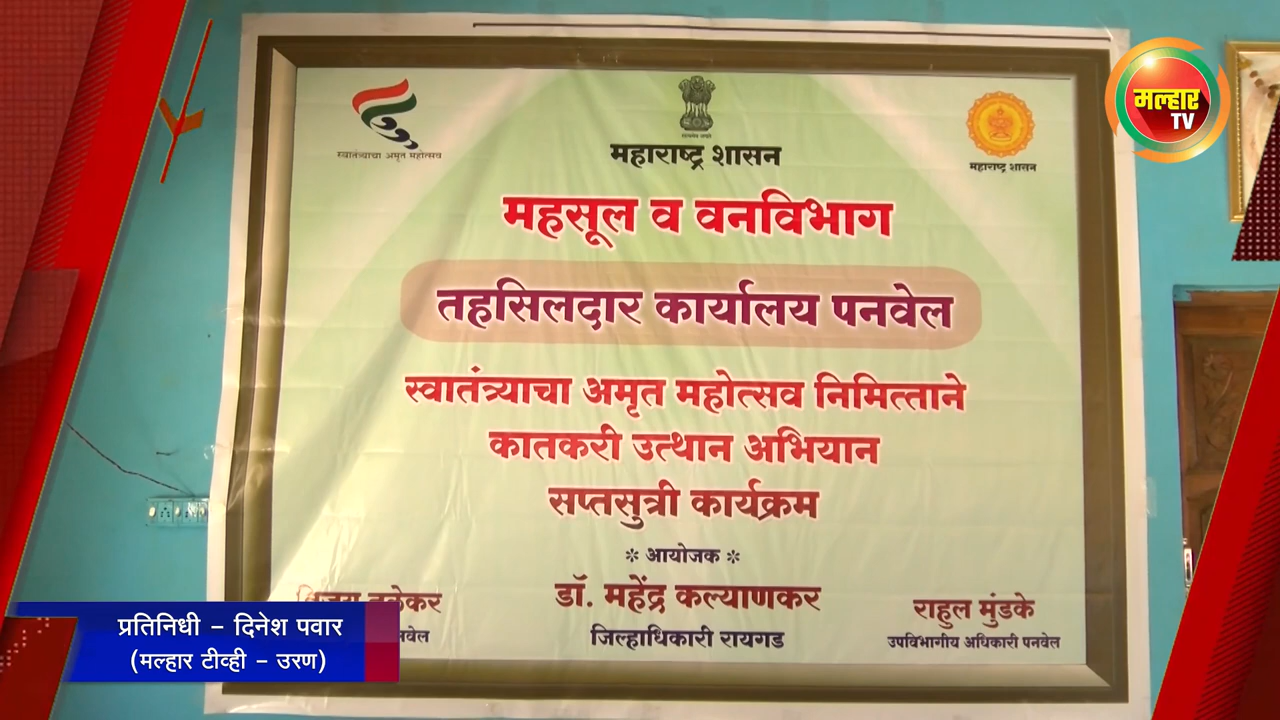 मल्हार
TV
स्वातंत्र्याचा अमृत महोत्सव
महाराष्ट्र शासन
महाराष्ट्र शासन
महसूल व वनविभाग
तहसिलदार कार्यालय पनवेल
स्वातंत्र्याचा अमृत महोत्सव निमित्ताने
कातकरी उत्थान अभियान
सप्तसुत्री कार्यक्रम
* आयोजक *
डॉ. महेंद्र कल्याणकर
जिल्हाधिकारी रायगड
राहुल मुंडके
उपविभागीय अधिकारी पनवेल
प्रतिनिधी – दिनेश पवार
(मल्हार टीव्ही – उरण)